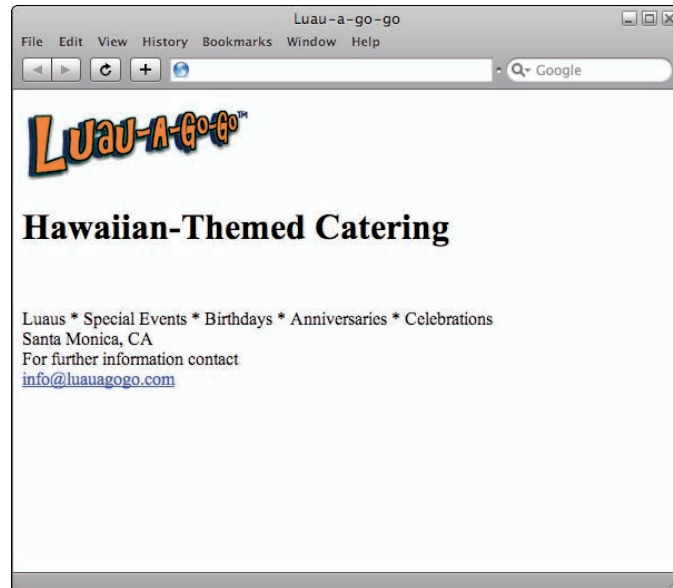 Luau-a-go-go
File Edit View History Bookmarks Window Help
Google
LUAU-A-GO-GO™
Hawaiian-Themed Catering
Luaus * Special Events * Birthdays * Anniversaries * Celebrations
Santa Monica, CA
For further information contact
info@luauagogo.com